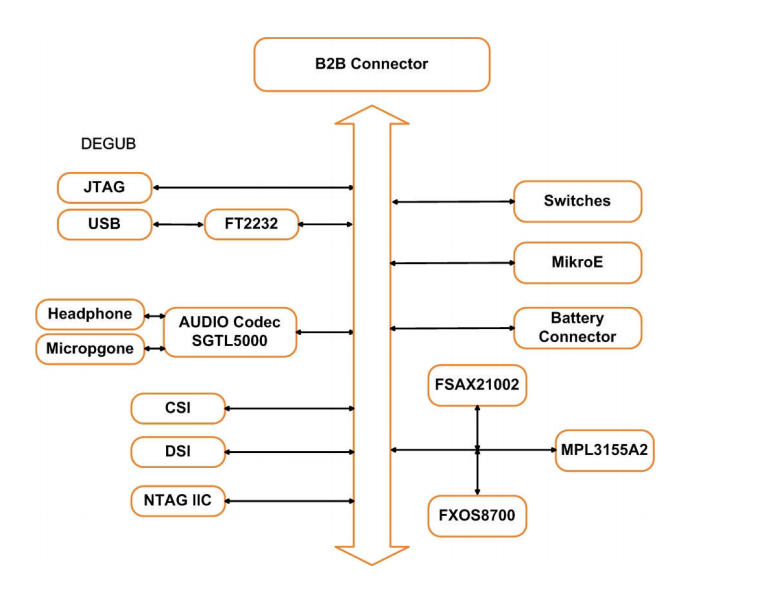 B2B Connector
DEGUB
JTAG
USB
FT2232
Headphone
Micropgone
AUDIO Codec
SGTL5000
CSI
DSI
NTAG IIC
Switches
MikroE
Battery
Connector
FSAX21002
MPL3155A2
FXOS8700